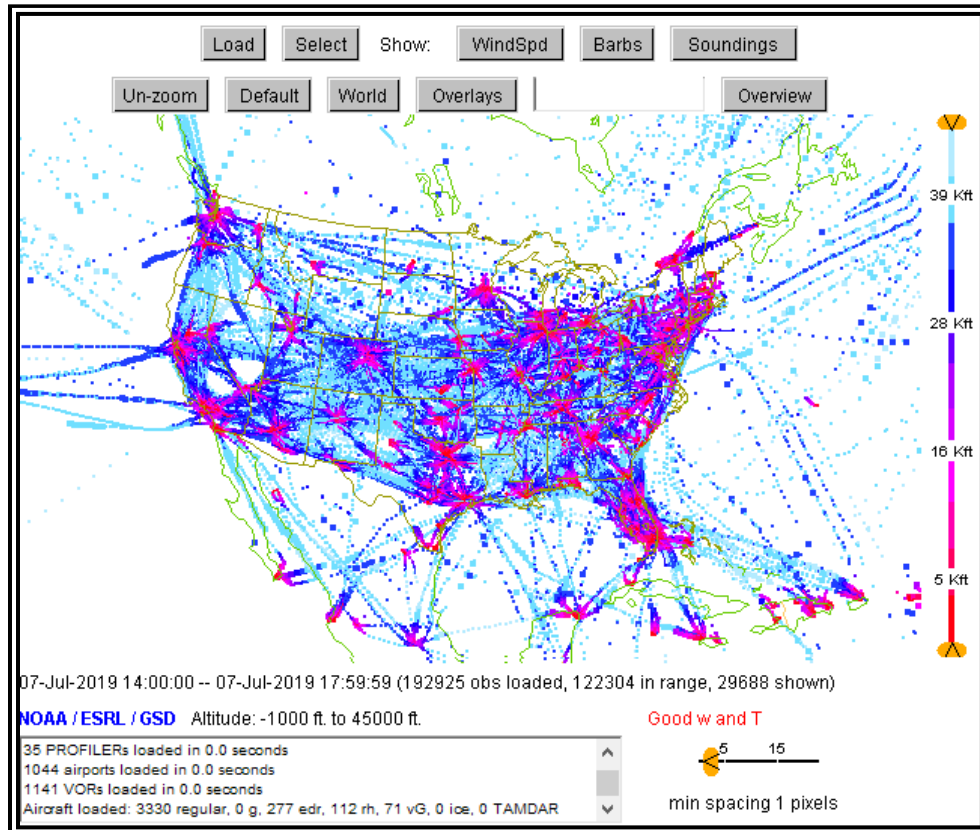 Load Select Show: WindSpd Barbs Soundings
Un-zoom Default World Overlays Overview
39 Kft
28 Kft
16 Kft
5 Kft
07-Jul-2019 14:00:00 -- 07-Jul-2019 17:59:59 (192925 obs loaded, 122304 in range, 29688 shown)
NOAA / ESRL / GSD Altitude: -1000 ft. to 45000 ft. Good w and T
35 PROFILERs loaded in 0.0 seconds
1044 airports loaded in 0.0 seconds
1141 VORs loaded in 0.0 seconds
Aircraft loaded: 3330 regular, 0 g, 277 edr, 112 rh, 71 vG, 0 ice, 0 TAMDAR
5 15
min spacing 1 pixels